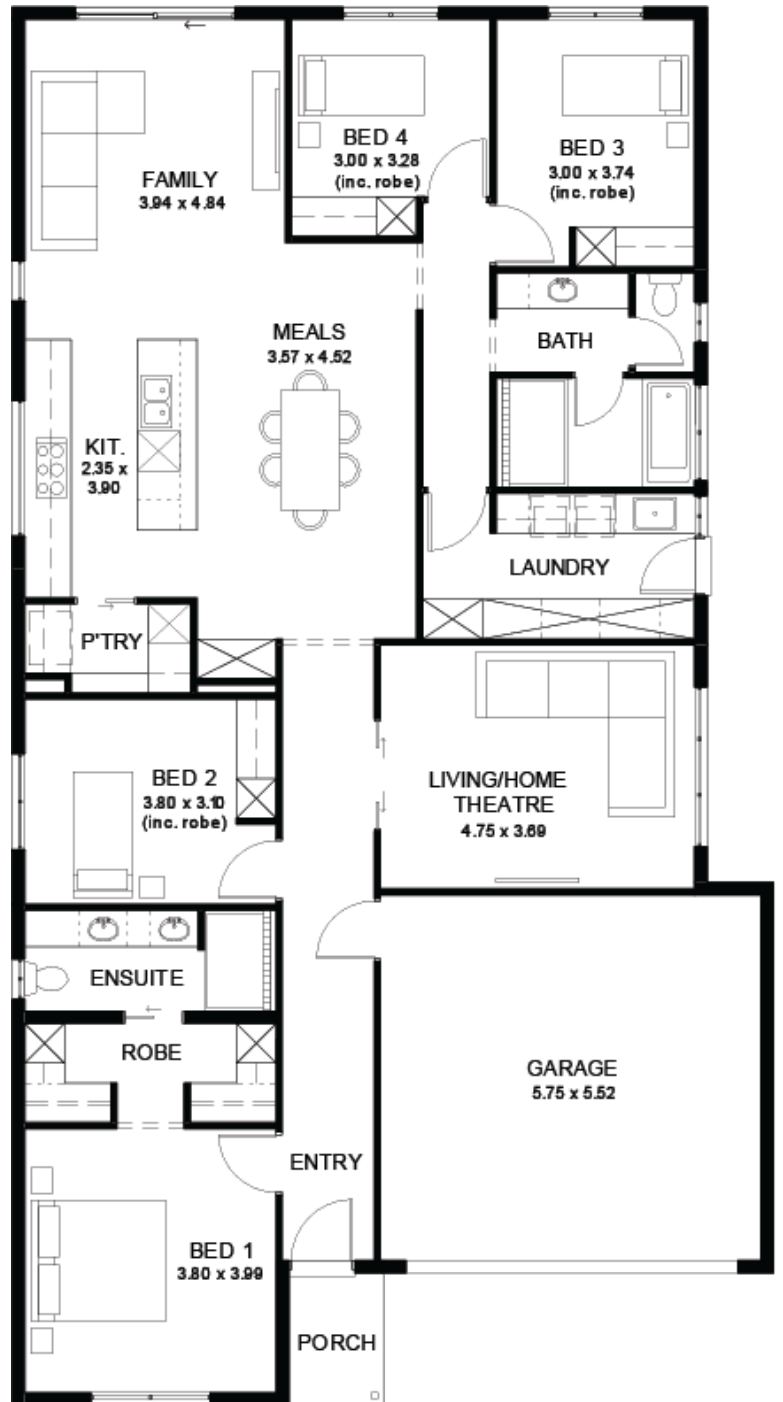 FAMILY
3.94 x 4.84
BED 4
3.00 x 3.28
(inc. robe)
BED 3
3.00 x 3.74
(inc. robe)
MEALS
3.57 x 4.52
BATH
KIT.
2.35 x
3.90
LAUNDRY
P'TRY
BED 2
3.80 x 3.10
(inc. robe)
LIVING/HOME
THEATRE
4.75 x 3.69
ENSUITE
ROBE
GARAGE
5.75 x 5.52
ENTRY
BED 1
3.80 x 3.99
PORCH